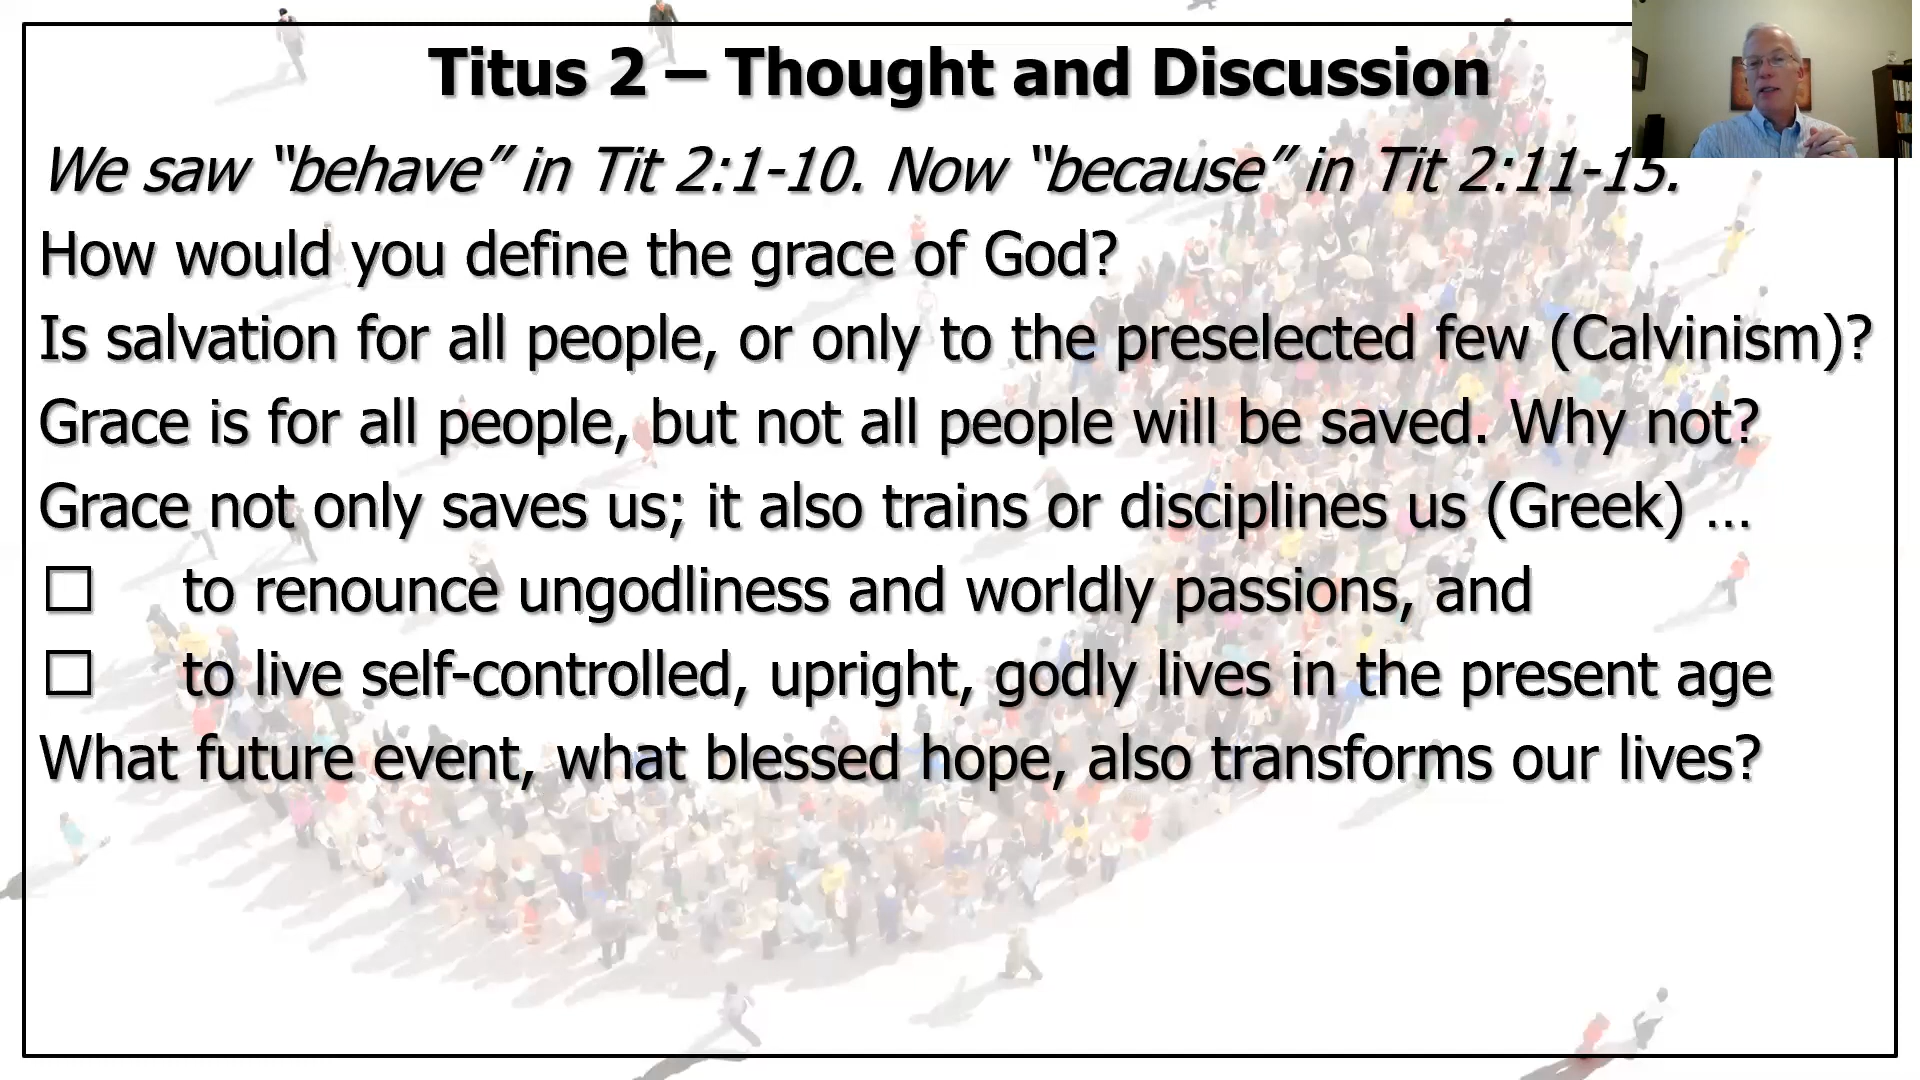 Titus 2 – Thought and Discussion
We saw “behave” in Tit 2:1-10. Now “because” in Tit 2:11-15.
How would you define the grace of God?
Is salvation for all people, or only to the preselected few (Calvinism)?
Grace is for all people, but not all people will be saved. Why not?
Grace not only saves us; it also trains or disciplines us (Greek) …
☐ to renounce ungodliness and worldly passions, and
☐ to live self-controlled, upright, godly lives in the present age
What future event, what blessed hope, also transforms our lives?